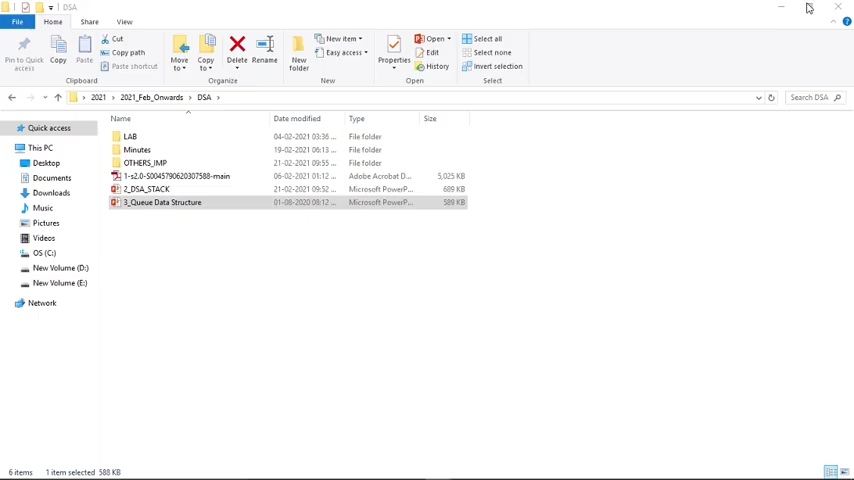 DSA
File
Home
Share
View
Pin to Quick access
Copy
Paste
Cut
Copy path
Paste shortcut
Clipboard
Move to
Copy to
Delete
Rename
Organize
New folder
New item
Easy access
New
Properties
Open
Edit
History
Open
Select all
Select none
Invert selection
Select
2021 > 2021_Feb_Onwards > DSA >
Search DSA
Name Date modified Type Size
LAB 04-02-2021 03:36 ... File folder
Minutes 19-02-2021 06:13 ... File folder
OTHERS_IMP 21-02-2021 09:55 ... File folder
1-s2.0-S0045790620307588-main 06-02-2021 01:12 ... Adobe Acrobat D... 5,025 KB
2_DSA_STACK 21-02-2021 09:52 ... Microsoft PowerP... 689 KB
3_Queue Data Structure 01-08-2020 08:12 ... Microsoft PowerP... 589 KB
Quick access
This PC
Desktop
Documents
Downloads
Music
Pictures
Videos
OS (C:)
New Volume (D:)
New Volume (E:)
Network
6 items 1 item selected 588 KB